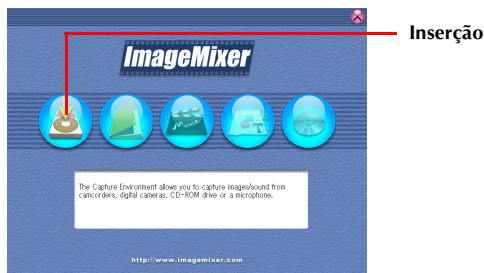 Inserção
ImageMixer
Movie
T
The Capture Environment allows you to capture images/sound from
camcorders, digital cameras, CD-ROM drive or a microphone.
http://www.imagemixer.com